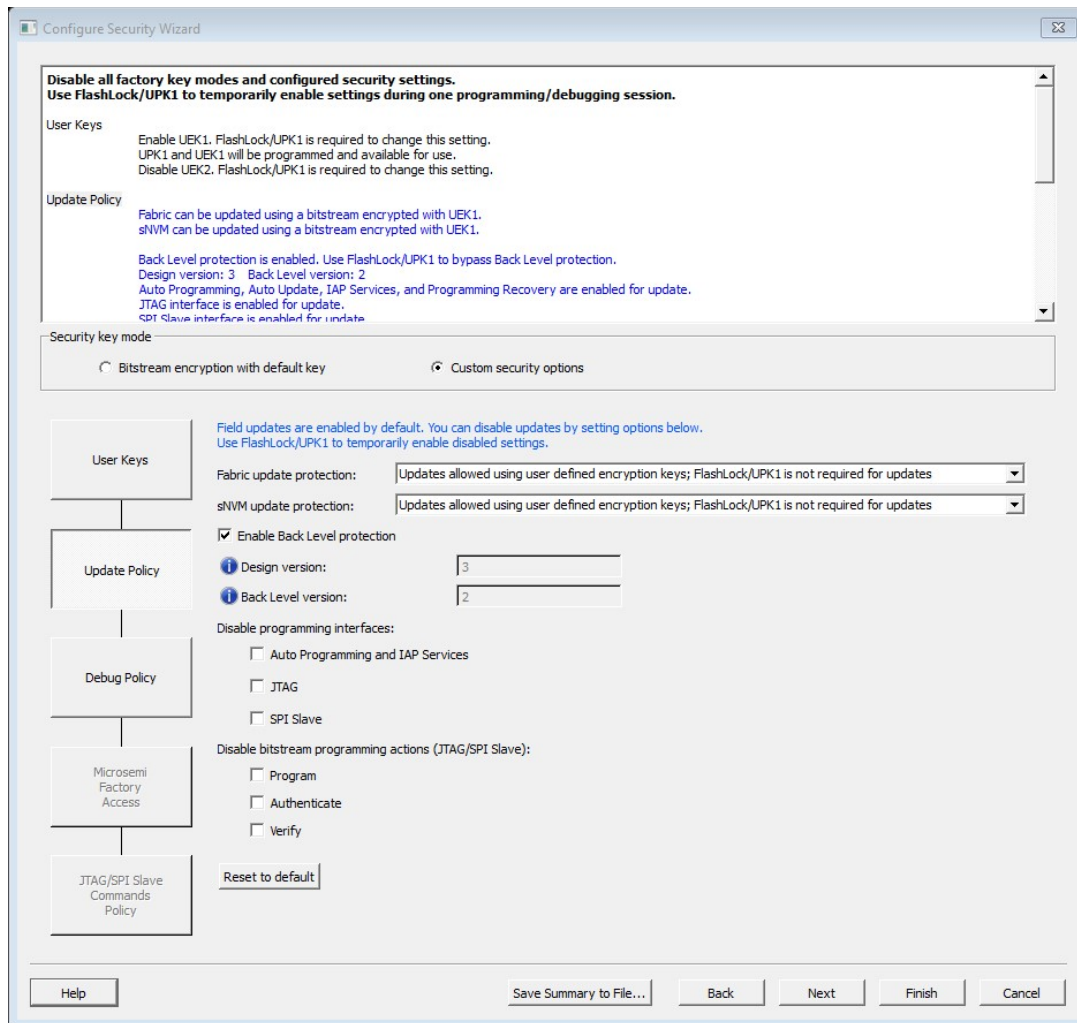 Configure Security Wizard
Disable all factory key modes and configured security settings.
Use FlashLock/UPK1 to temporarily enable settings during one programming/debugging session.
User Keys
Enable UEK1. FlashLock/UPK1 is required to change this setting.
UPK1 and UEK1 will be programmed and available for use.
Disable UEK2. FlashLock/UPK1 is required to change this setting.
Update Policy
Fabric can be updated using a bitstream encrypted with UEK1.
sNVM can be updated using a bitstream encrypted with UEK1.
Back Level protection is enabled. Use FlashLock/UPK1 to bypass Back Level protection.
Design version: 3 Back Level version: 2
Auto Programming, Auto Update, IAP Services, and Programming Recovery are enabled for update.
JTAG interface is enabled for update.
SPI Slave interface is enabled for update
Security key mode
Bitstream encryption with default key
Custom security options
User Keys
Update Policy
Debug Policy
Microsemi
Factory
Access
JTAG/SPI Slave
Commands
Policy
Field updates are enabled by default. You can disable updates by setting options below.
Use FlashLock/UPK1 to temporarily enable disabled settings.
Fabric update protection: Updates allowed using user defined encryption keys; FlashLock/UPK1 is not required for updates
sNVM update protection: Updates allowed using user defined encryption keys; FlashLock/UPK1 is not required for updates
Enable Back Level protection
Design version: 3
Back Level version: 2
Disable programming interfaces:
Auto Programming and IAP Services
JTAG
SPI Slave
Disable bitstream programming actions (JTAG/SPI Slave):
Program
Authenticate
Verify
Reset to default
Help
Save Summary to File...
Back
Next
Finish
Cancel